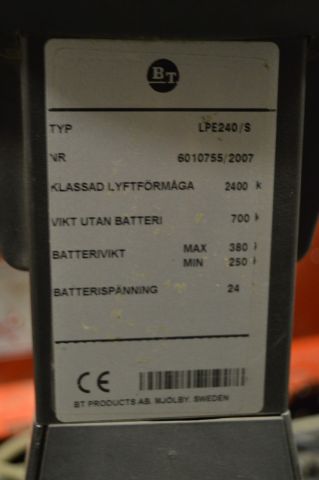 BT
TYP LPE240/S
NR 6010755/2007
KLASSAD LYFTFÖRMÅGA 2400 k
VIKT UTAN BATTERI 700 k
BATTERIVIKT MAX 380
MIN 250
BATTERISPÄNNING 24
CE
BT PRODUCTS AB. MJÖLBY. SWEDEN